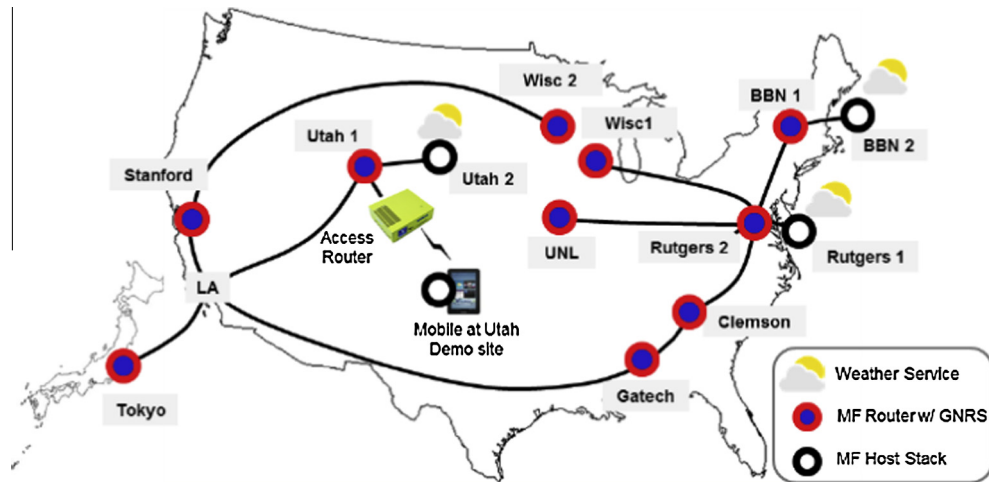 Wisc 2
BBN 1
Wisc1
Utah 1
BBN 2
Stanford
Utah 2
Access
Router
UNL
Rutgers 2
Rutgers 1
LA
Mobile at Utah
Demo site
Clemson
Tokyo
Gatech
Weather Service
MF Router w/ GNRS
MF Host Stack